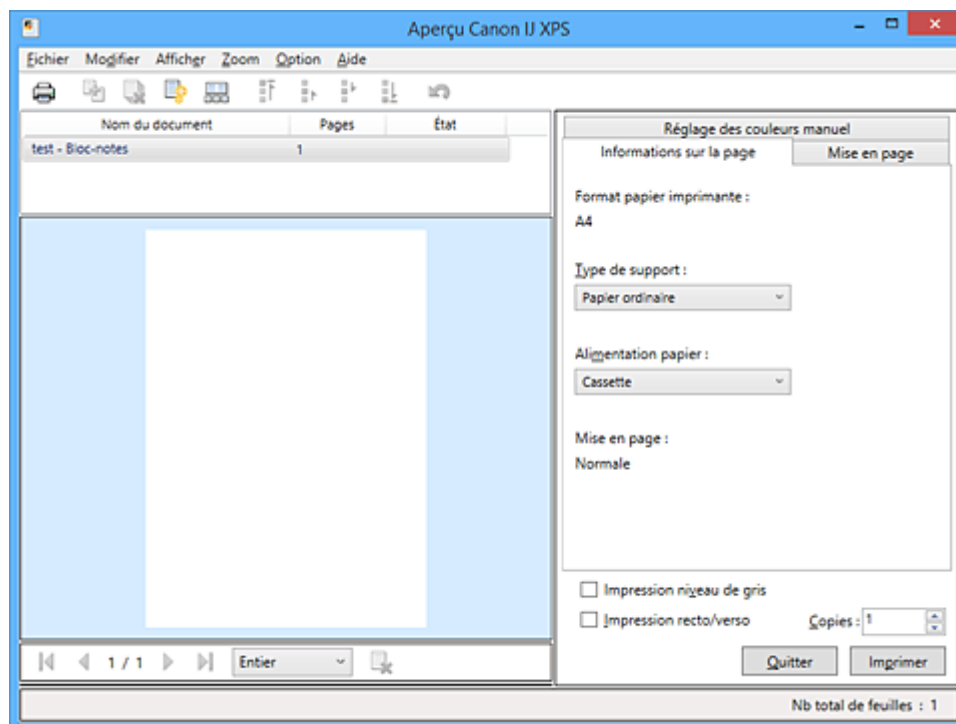 Aperçu Canon IJ XPS
Fichier Modifier Afficher Zoom Option Aide
Nom du document Pages État
test - Bloc-notes 1
Réglage des couleurs manuel
Informations sur la page Mise en page
Format papier imprimante :
A4
Type de support :
Papier ordinaire
Alimentation papier :
Cassette
Mise en page :
Normale
Impression niveau de gris
Impression recto/verso Copies : 1
1 / 1 Entier
Quitter Imprimer
Nb total de feuilles : 1